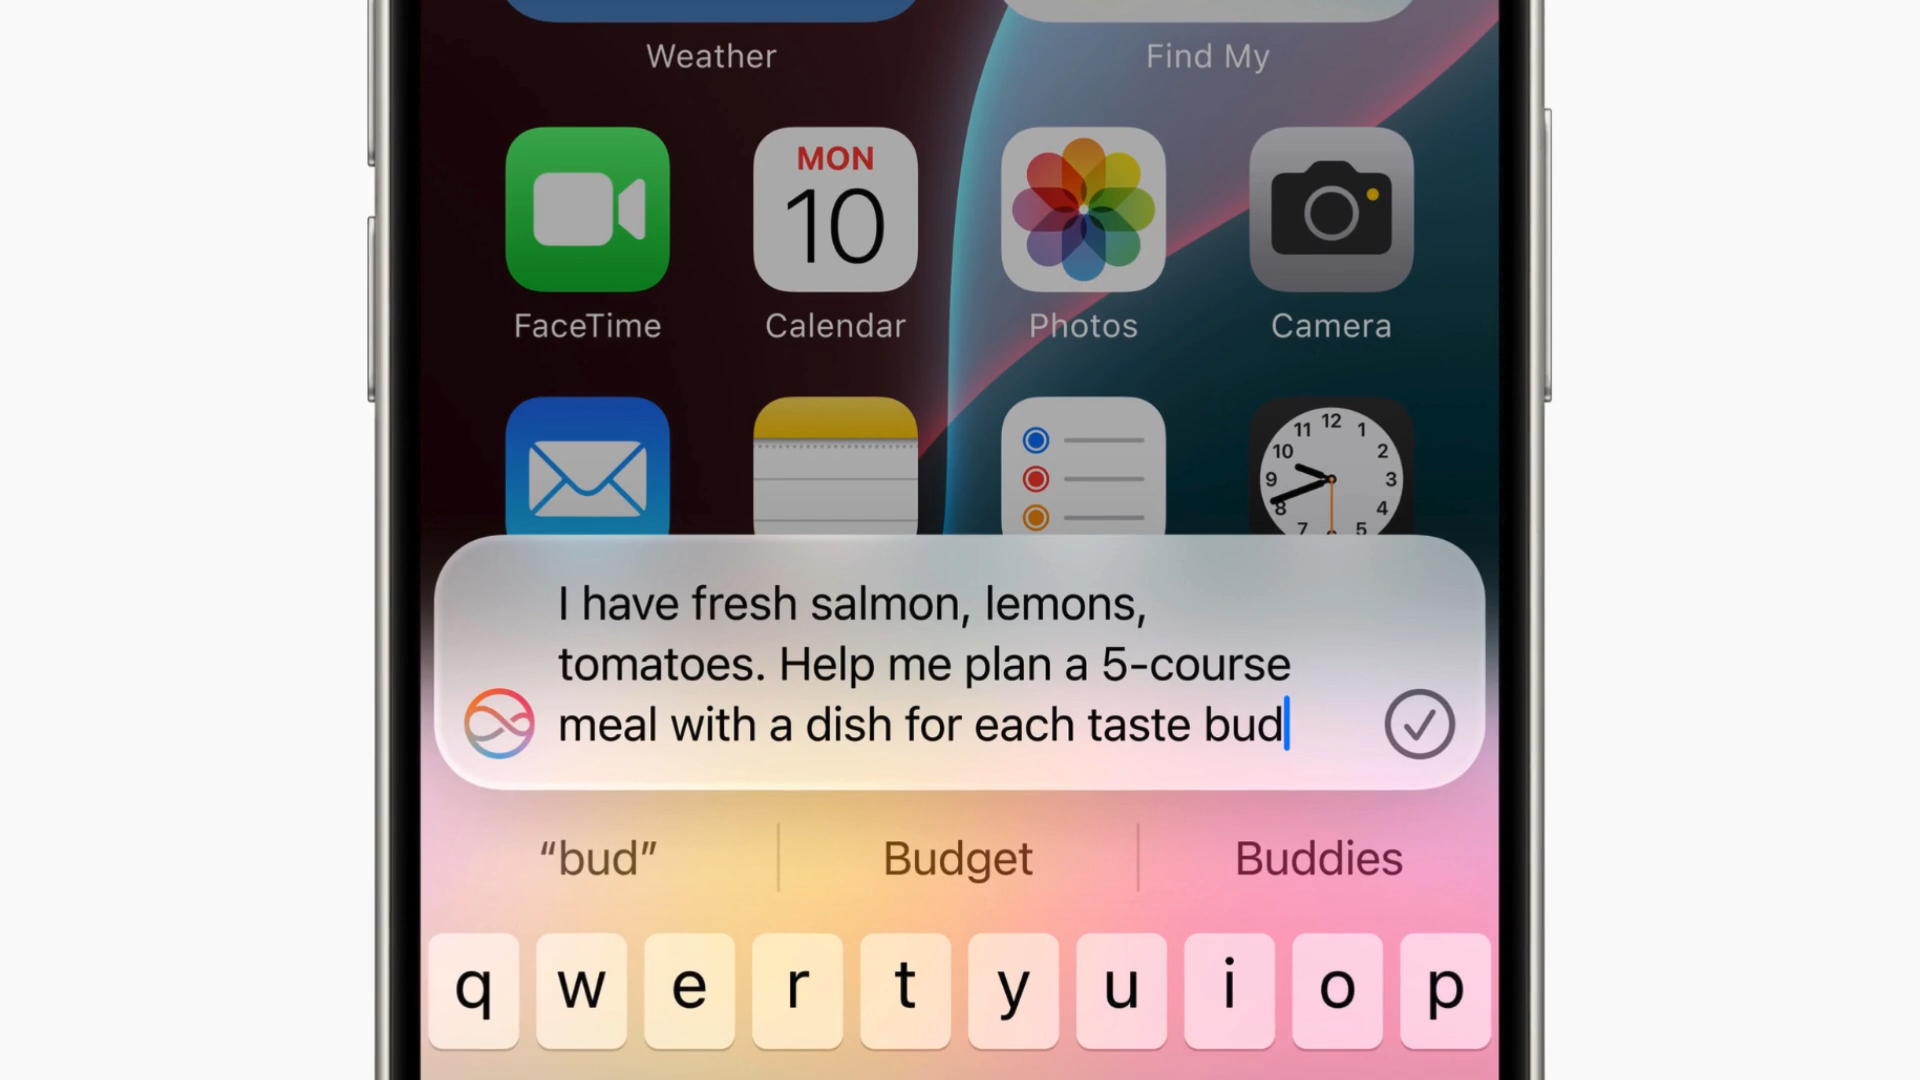 Weather Find My
MON
10
FaceTime Calendar Photos Camera
12
11 1
10 2
9 3
8 4
7 5
I have fresh salmon, lemons,
tomatoes. Help me plan a 5-course
meal with a dish for each taste bud
“bud” Budget Buddies
q w e r t y u i o p